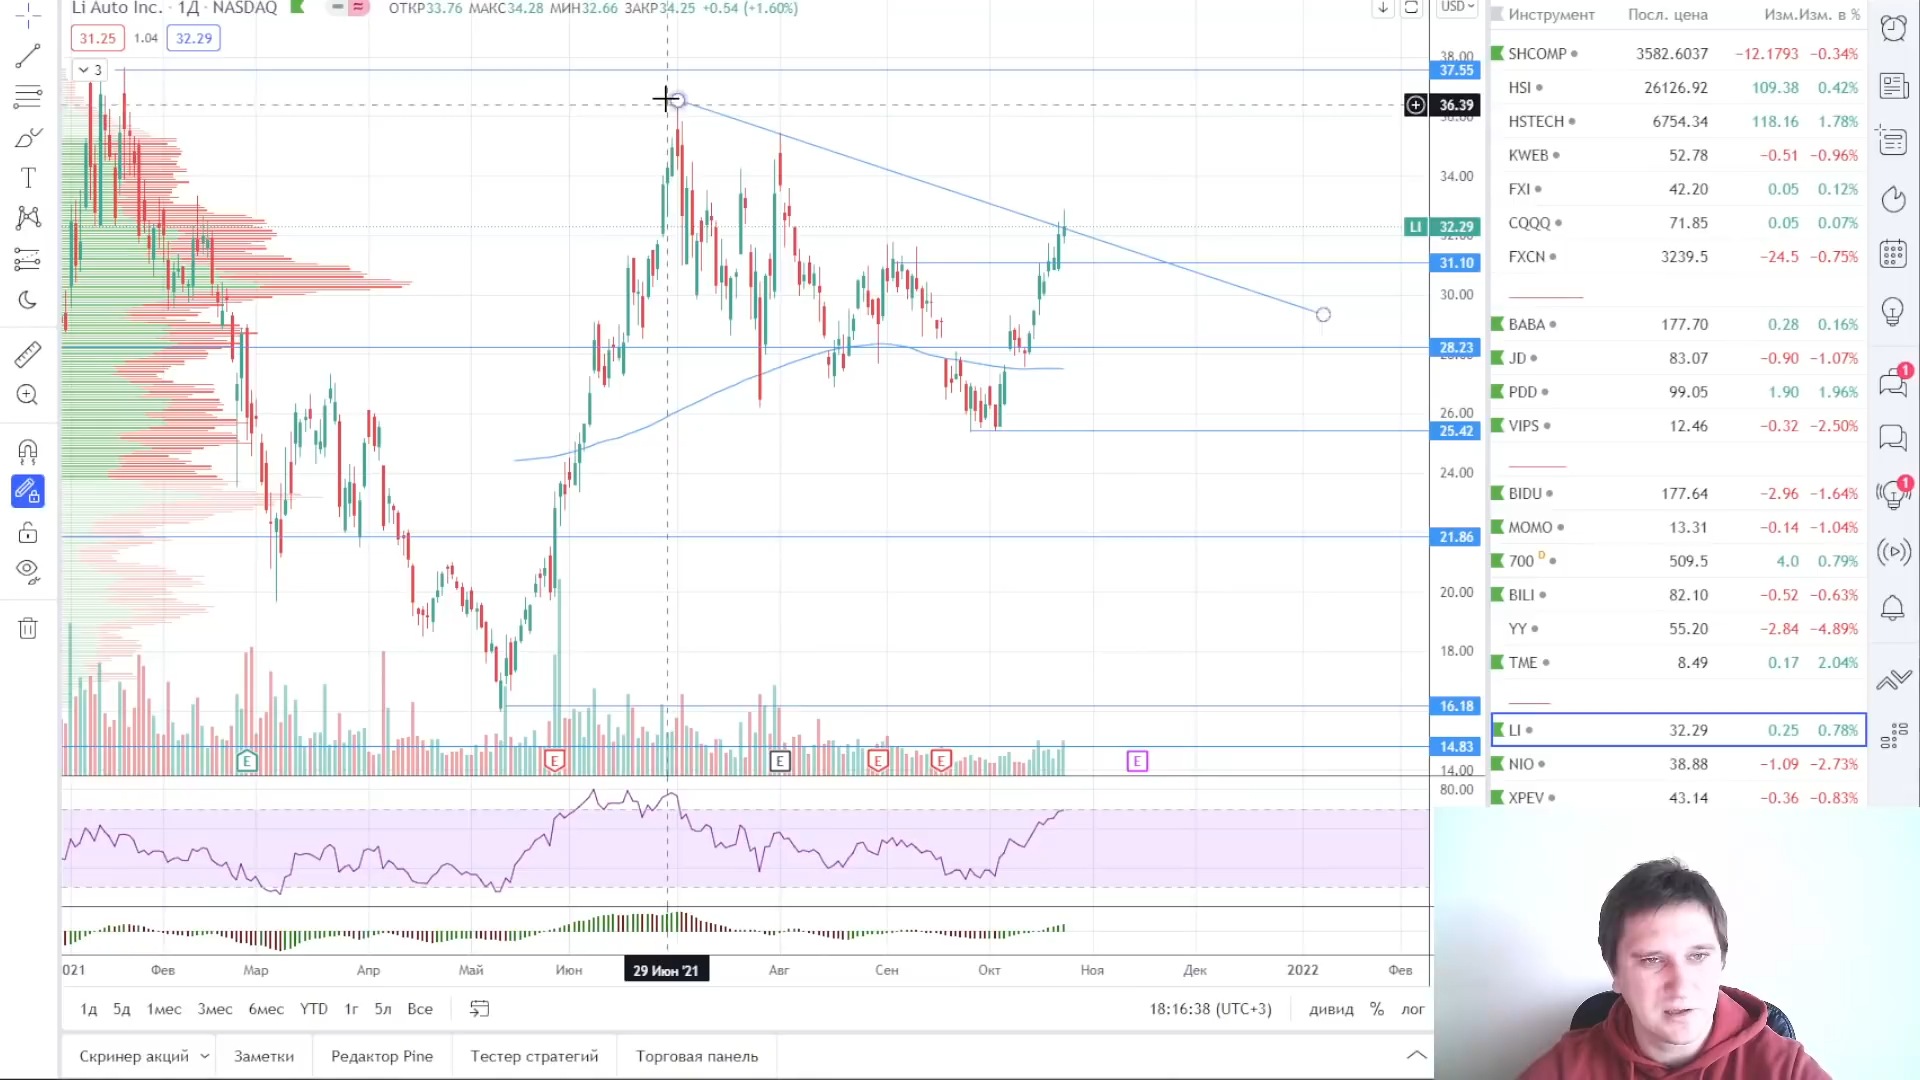 Li Auto Inc. · 1Д · NASDAQ
ОТКР33.76 МАКС34.28 МИН32.66 ЗАКР34.25 +0.54 (+1.60%)
USD
31.25 1.04 32.29
3
38.00
37.55
36.39
34.00
LI 32.29
32.00
31.10
30.00
28.23
26.00
25.42
24.00
21.86
20.00
18.00
16.18
14.83
14.00
E E E E E E
80.00
Фев Мар Апр Май Июн 29 Июн '21 Авг Сен Окт Ноя Дек 2022 Фев
1д 5д 1мес 3мес 6мес YTD 1г 5л Все
18:16:38 (UTC+3) дивид % лог
Скринер акций Заметки Редактор Pine Тестер стратегий Торговая панель
Инструмент Посл. цена Изм. Изм. в %
SHCOMP 3582.6037 −12.1793 −0.34%
HSI 26126.92 109.38 0.42%
HSTECH 6754.34 118.16 1.78%
KWEB 52.78 −0.51 −0.96%
FXI 42.20 0.05 0.12%
CQQQ 71.85 0.05 0.07%
FXCN 3239.5 −24.5 −0.75%
BABA 177.70 0.28 0.16%
JD 83.07 −0.90 −1.07%
PDD 99.05 1.90 1.96%
VIPS 12.46 −0.32 −2.50%
BIDU 177.64 −2.96 −1.64%
MOMO 13.31 −0.14 −1.04%
700 D 509.5 4.0 0.79%
BILI 82.10 −0.52 −0.63%
YY 55.20 −2.84 −4.89%
TME 8.49 0.17 2.04%
LI 32.29 0.25 0.78%
NIO 38.88 −1.09 −2.73%
XPEV 43.14 −0.36 −0.83%
1
1